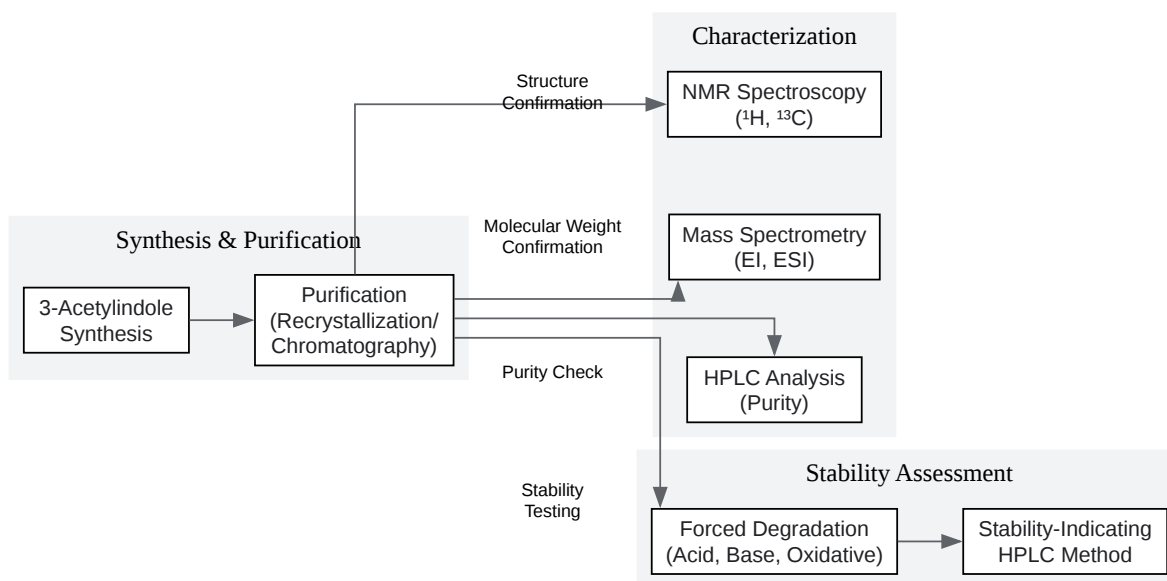 Characterization
Structure
Confirmation
NMR Spectroscopy
(¹H, ¹³C)
Synthesis & Purification
Molecular Weight
Confirmation
Mass Spectrometry
(EI, ESI)
3-Acetylindole
Synthesis
Purification
(Recrystallization/
Chromatography)
Purity Check
HPLC Analysis
(Purity)
Stability Assessment
Stability
Testing
Forced Degradation
(Acid, Base, Oxidative)
Stability-Indicating
HPLC Method